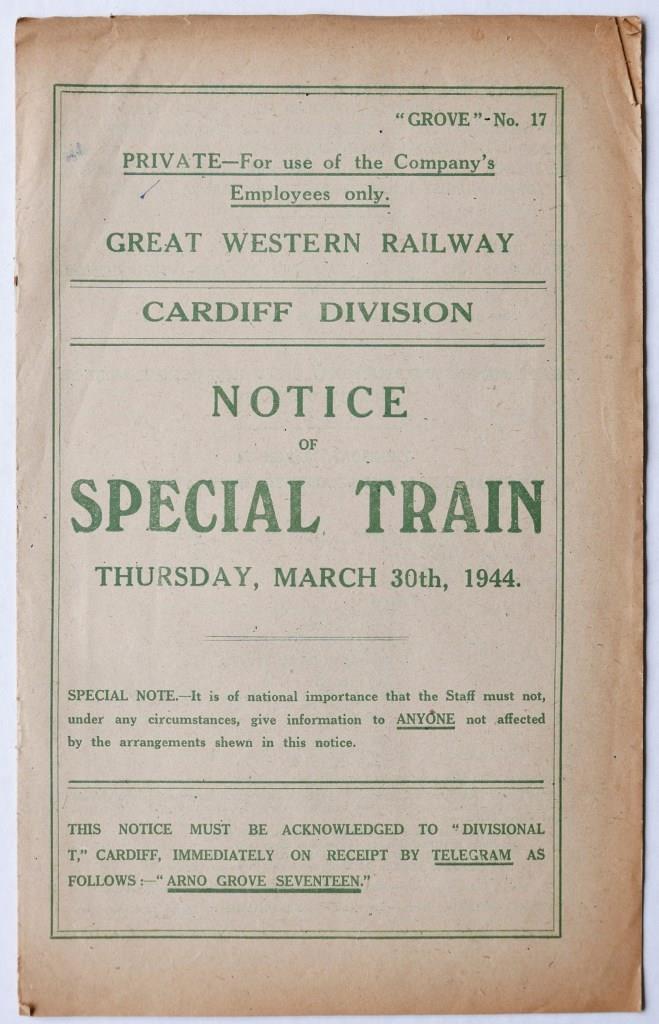 "GROVE"-No. 17
PRIVATE—For use of the Company's
Employees only.
GREAT WESTERN RAILWAY
CARDIFF DIVISION
NOTICE
OF
SPECIAL TRAIN
THURSDAY, MARCH 30th, 1944.
SPECIAL NOTE.—It is of national importance that the Staff must not,
under any circumstances, give information to ANYONE not affected
by the arrangements shewn in this notice.
THIS NOTICE MUST BE ACKNOWLEDGED TO "DIVISIONAL
T," CARDIFF, IMMEDIATELY ON RECEIPT BY TELEGRAM AS
FOLLOWS:—"ARNO GROVE SEVENTEEN."